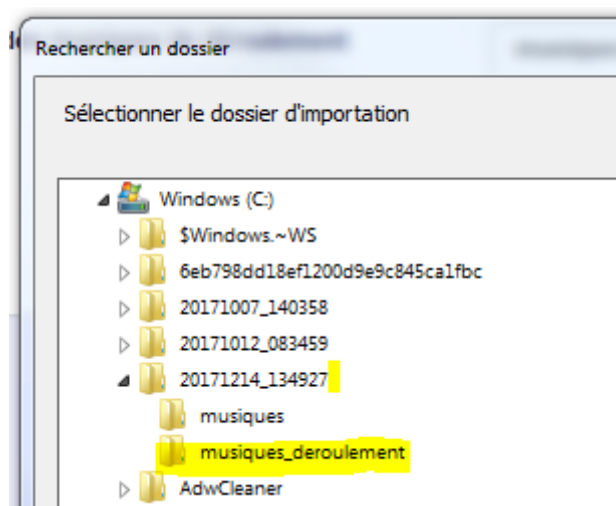 Rechercher un dossier
Sélectionner le dossier d'importation
Windows (C:)
$Windows.~WS
6eb798dd18ef1200d9e9c845ca1fbc
20171007_140358
20171012_083459
20171214_134927
musiques
musiques_deroulement
AdwCleaner